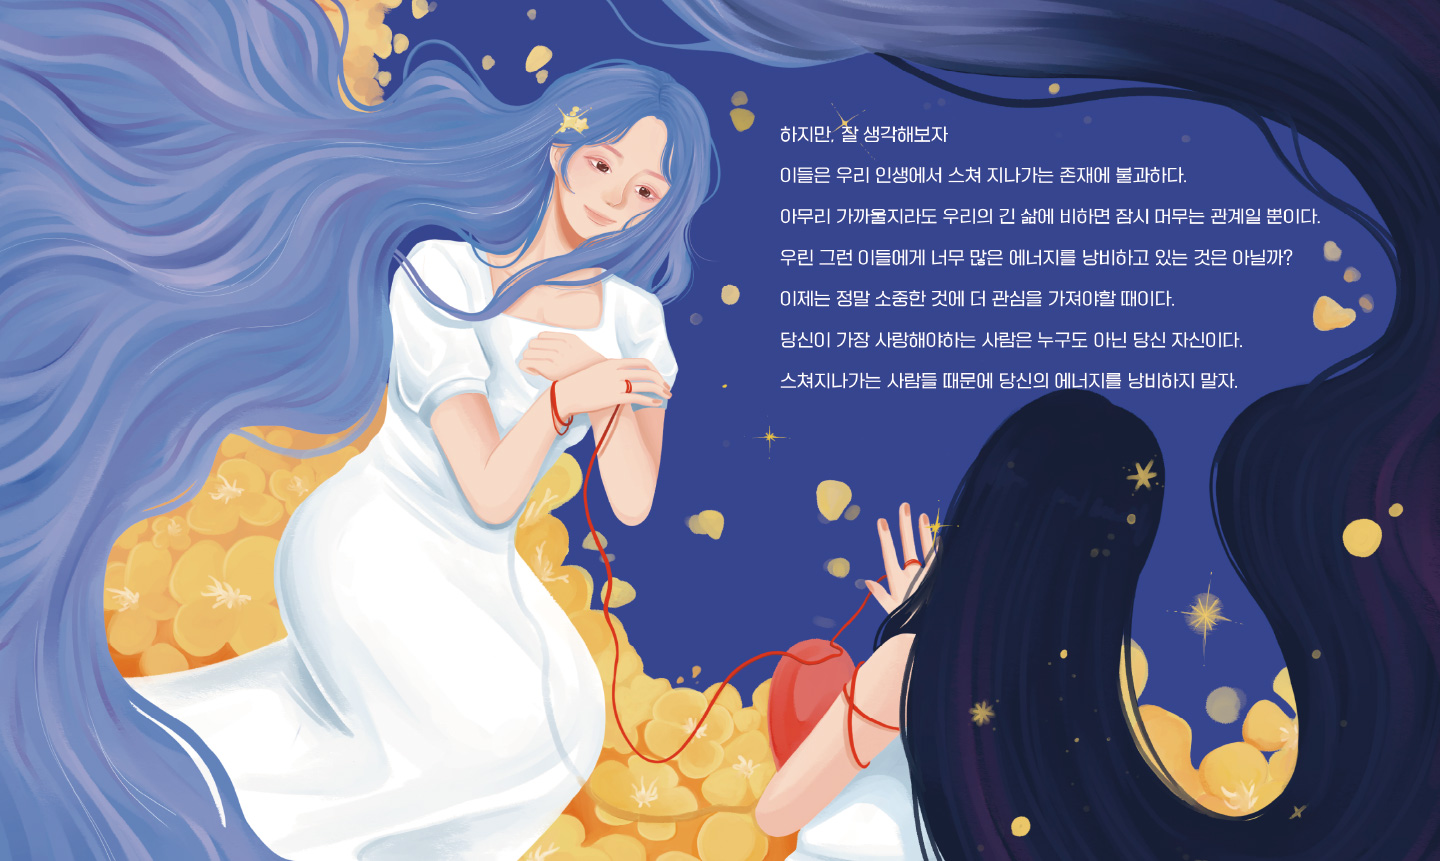 하지만, 잘 생각해보자
이들은 우리 인생에서 스쳐 지나가는 존재에 불과하다.
아무리 가까울지라도 우리의 긴 삶에 비하면 잠시 머무는 관계일 뿐이다.
우린 그런 이들에게 너무 많은 에너지를 낭비하고 있는 것은 아닐까?
이제는 정말 소중한 것에 더 관심을 가져야할 때이다.
당신이 가장 사랑해야하는 사람은 누구도 아닌 당신 자신이다.
스쳐지나가는 사람들 때문에 당신의 에너지를 낭비하지 말자.